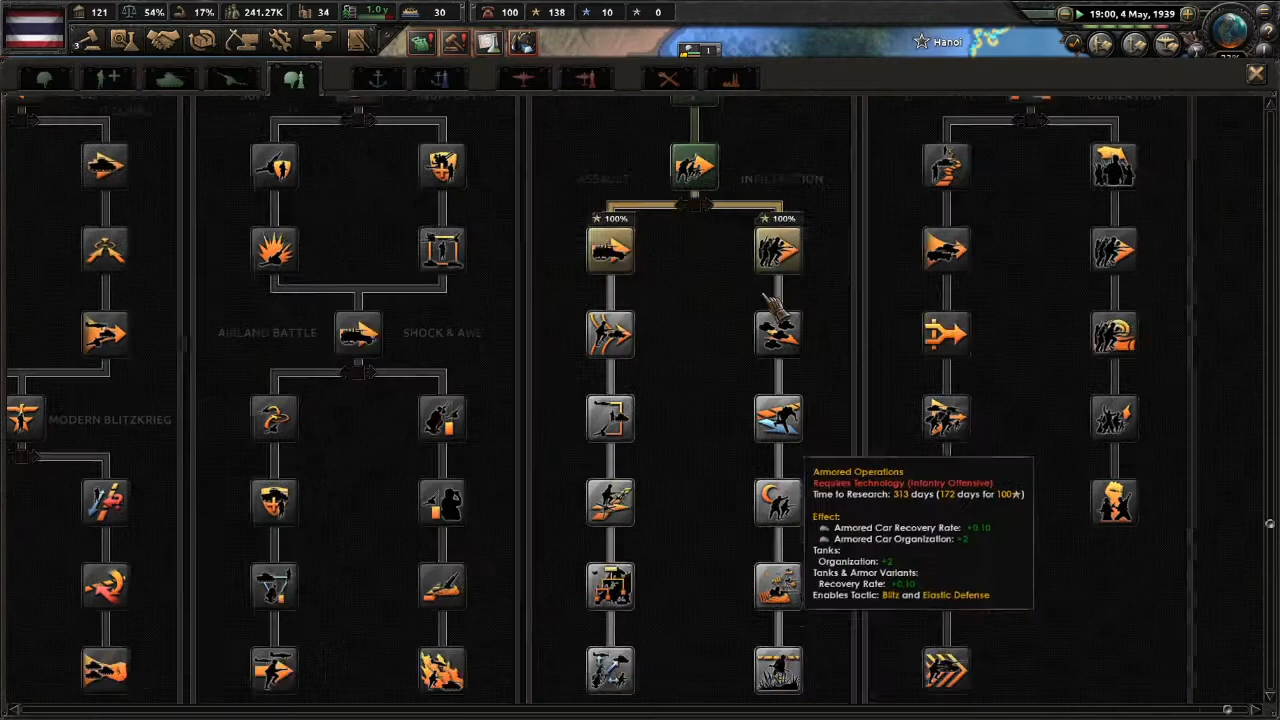 121 54% 17% 241.27K 34 1.0 y 30 100 138 10 0 19:00, 4 May, 1939
3
1
Hanoi
ASSAULT
INFILTRATION
100%
100%
AIRLAND BATTLE
SHOCK & AWE
MODERN BLITZKRIEG
Armored Operations
Requires Technology (Infantry Offensive)
Time to Research: 313 days (172 days for 100)
Effect:
Armored Car Recovery Rate: +0.10
Armored Car Organization: +2
Tanks:
Organization: +2
Tanks & Armor Variants:
Recovery Rate: +0.10
Enables Tactic: Blitz and Elastic Defense